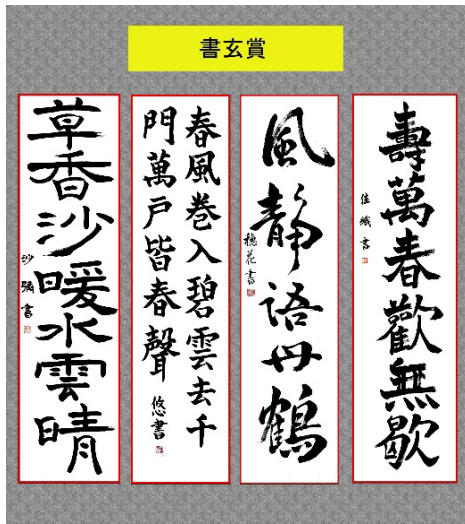 書玄賞
壽萬春歡無歇
佳織書
風静語丹鶴
穂花書
春風巻入碧雲去千
門萬戸皆春聲
悠書
草香沙暖水雲晴
沙
書